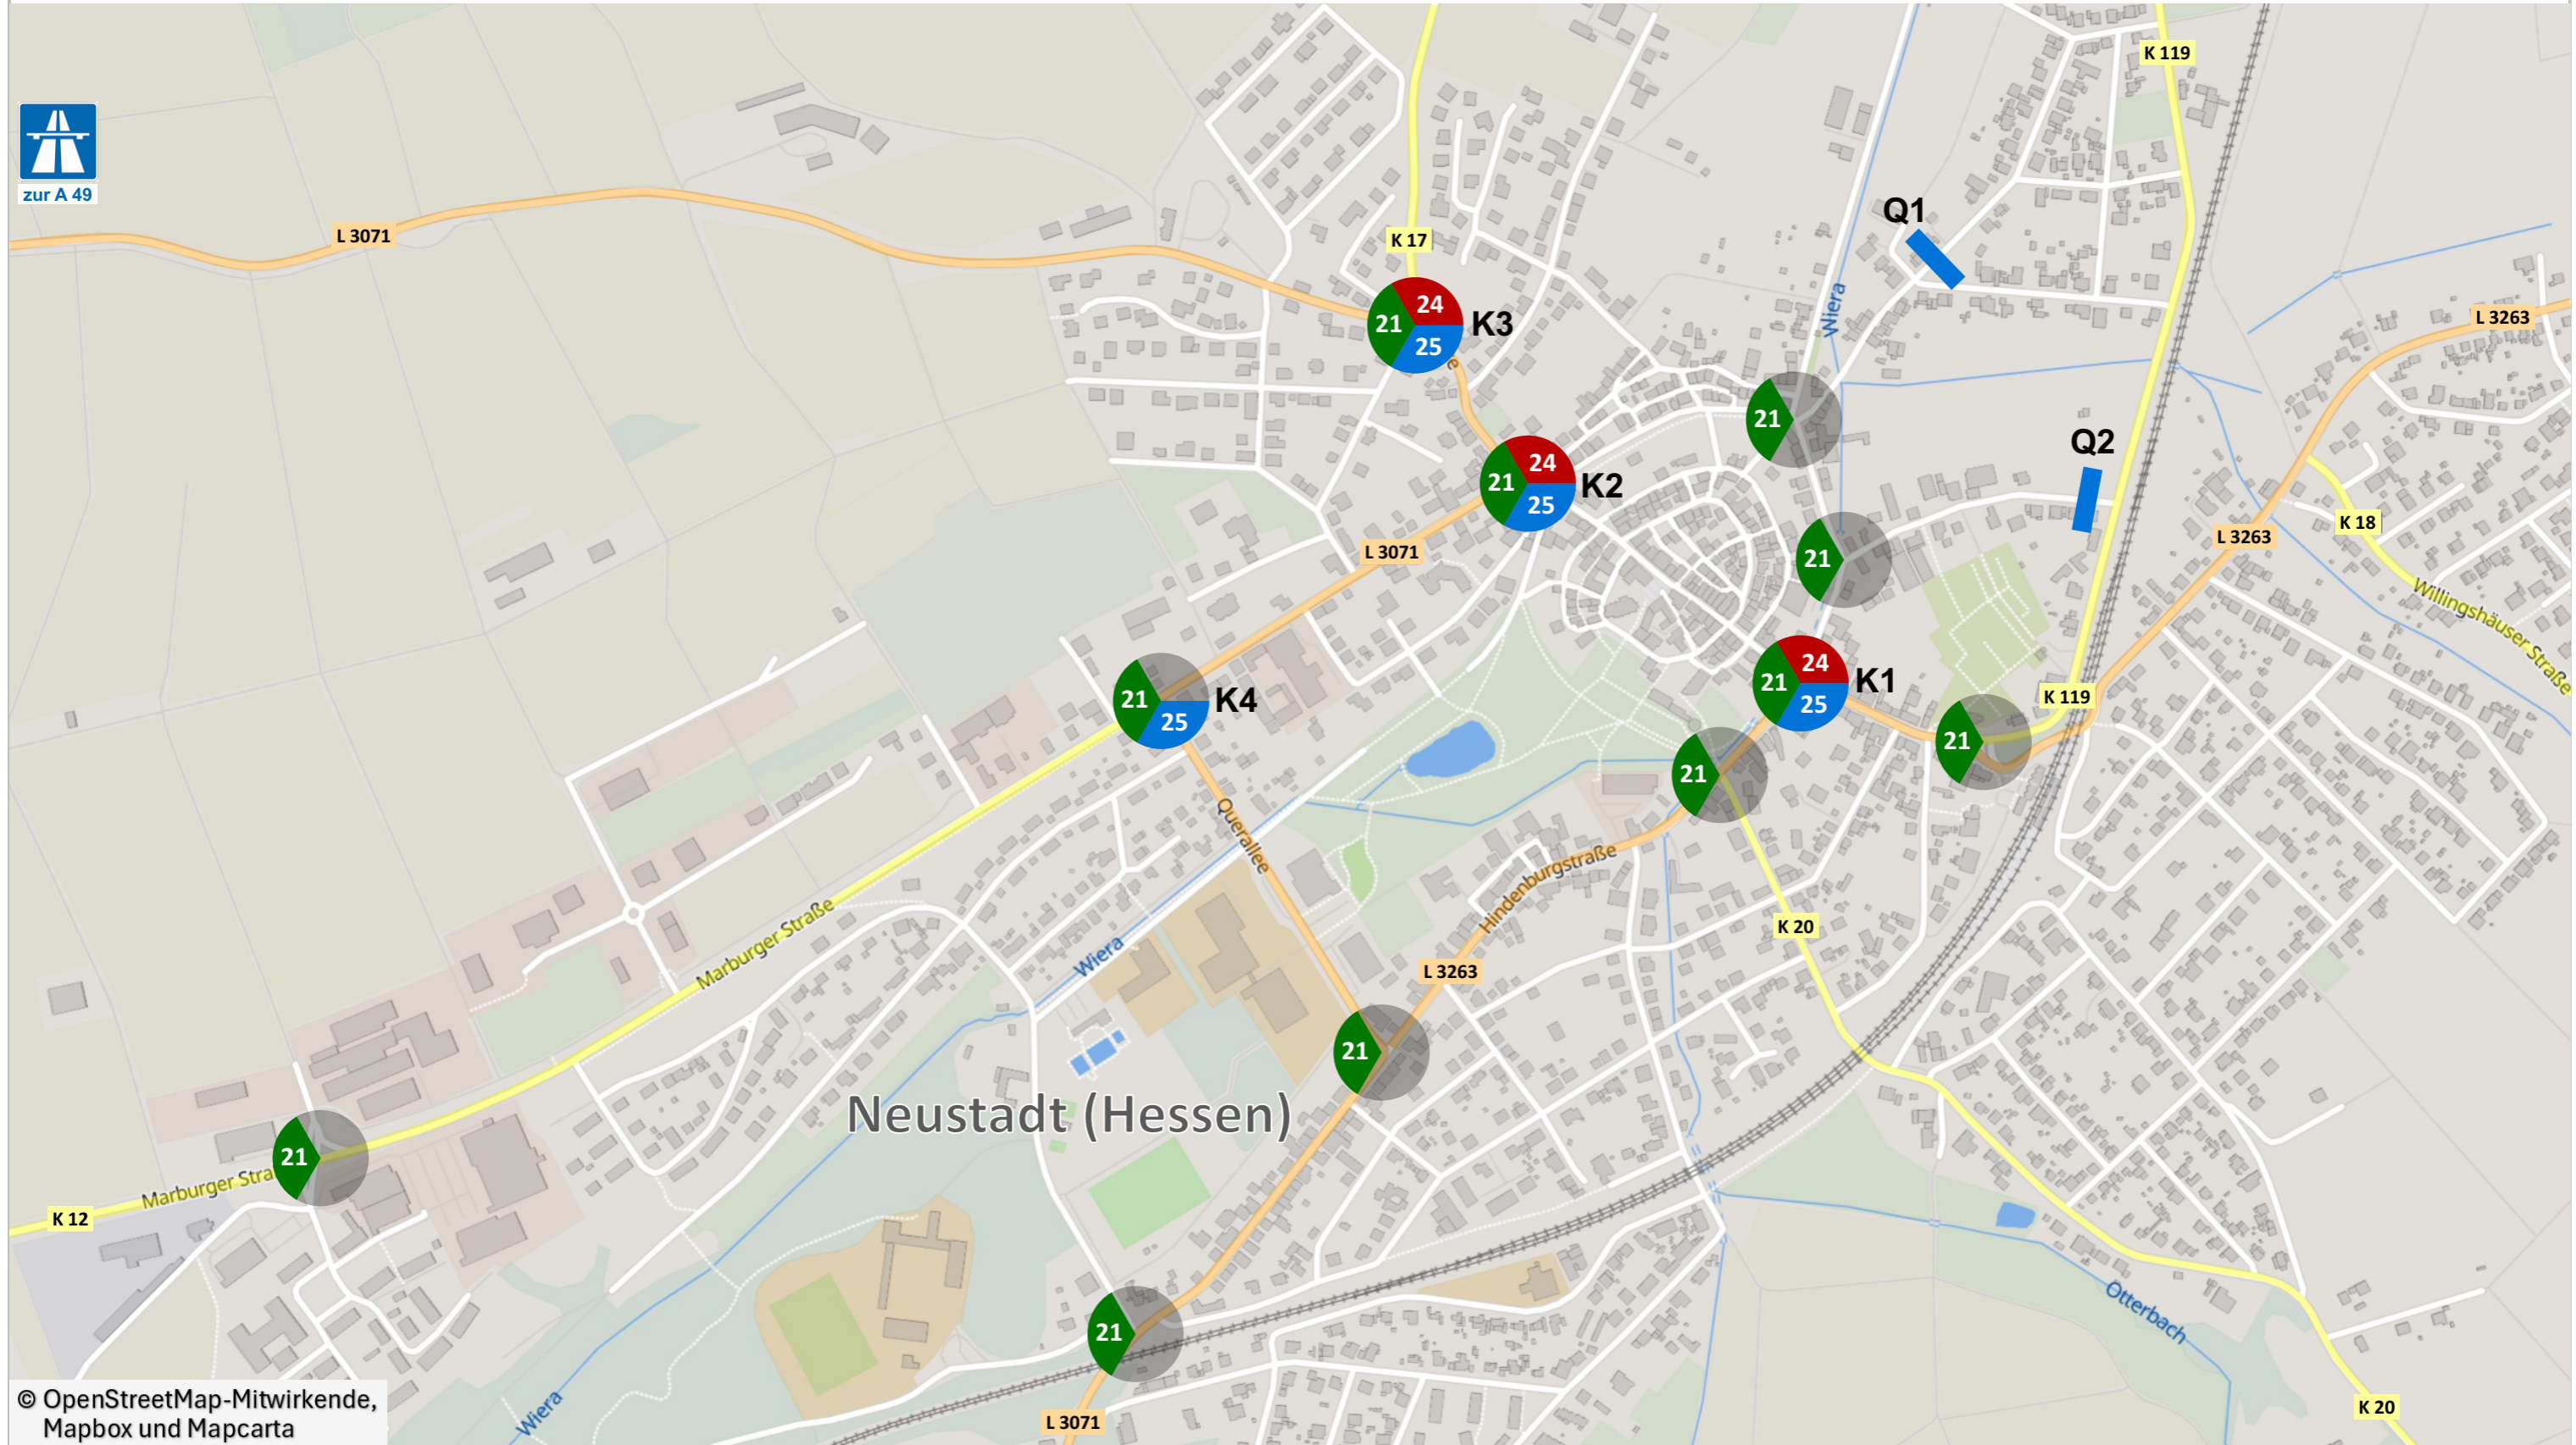 K 119
zur A 49
Q1
L 3071
K 17
24
21
25
K3
Wiera
L 3263
21
Q2
24
21
25
K2
K 18
L 3263
L 3071
21
Willingshäuser Straße
24
21
25
K1
K 119
21
25
K4
21
21
Querallee
Hindenburgstraße
Marburger Straße
K 20
Wiera
L 3263
21
Neustadt (Hessen)
21
Marburger Stra
K 12
Otterbach
21
© OpenStreetMap-Mitwirkende,
Mapbox und Mapcarta
Wiera
L 3071
K 20